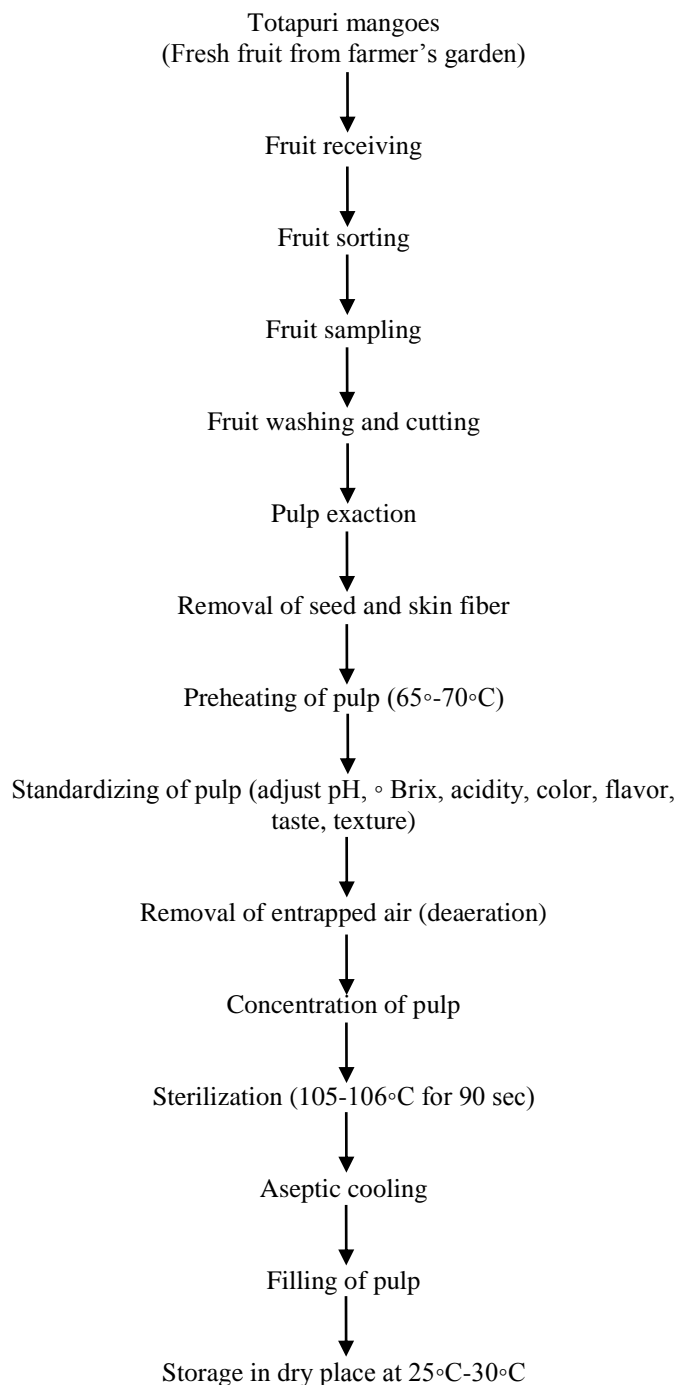 Totapuri mangoes
(Fresh fruit from farmer’s garden)
Fruit receiving
Fruit sorting
Fruit sampling
Fruit washing and cutting
Pulp exaction
Removal of seed and skin fiber
Preheating of pulp (65◦-70◦C)
Standardizing of pulp (adjust pH, ◦ Brix, acidity, color, flavor,
taste, texture)
Removal of entrapped air (deaeration)
Concentration of pulp
Sterilization (105-106◦C for 90 sec)
Aseptic cooling
Filling of pulp
Storage in dry place at 25◦C-30◦C